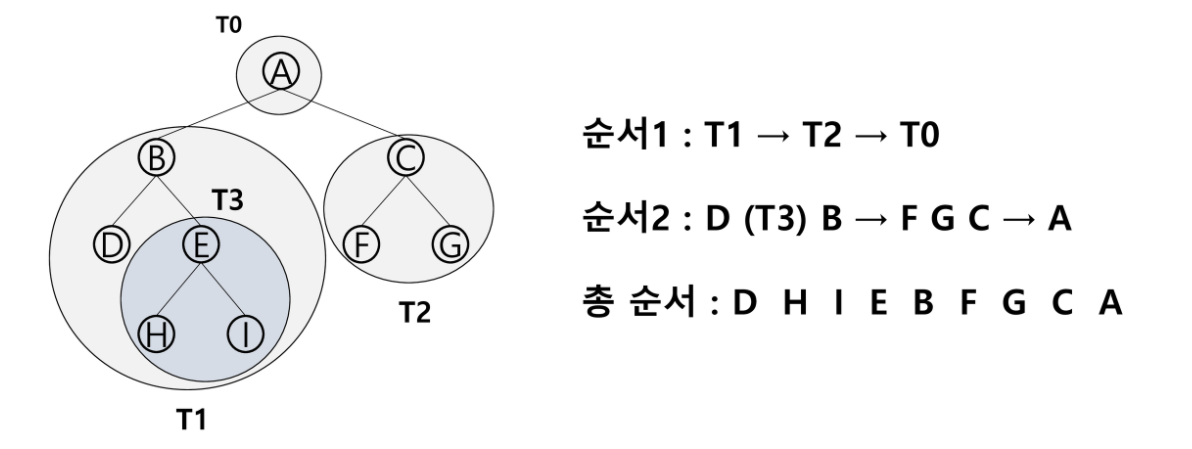 T0
A
B
C
T3
D
E
F
G
H
I
T2
T1
순서1 : T1 → T2 → T0
순서2 : D (T3) B → F G C → A
총 순서 : D H I E B F G C A